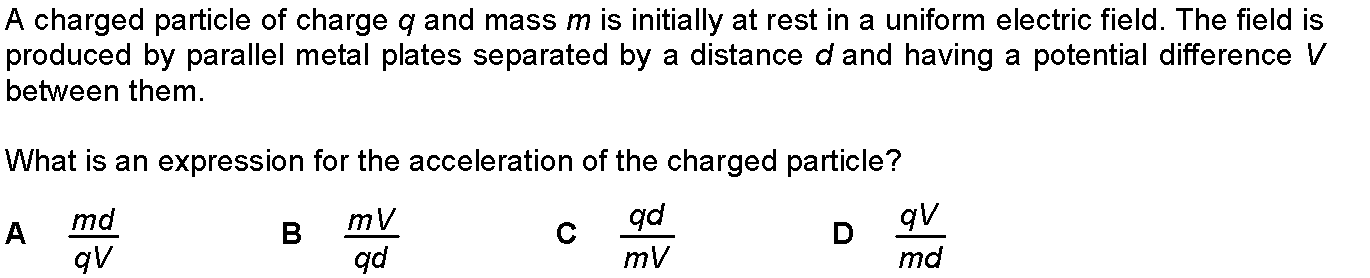 A charged particle of charge q and mass m is initially at rest in a uniform electric field. The field is
produced by parallel metal plates separated by a distance d and having a potential difference V
between them.
What is an expression for the acceleration of the charged particle?
A md/qV B mV/qd C qd/mV D qV/md